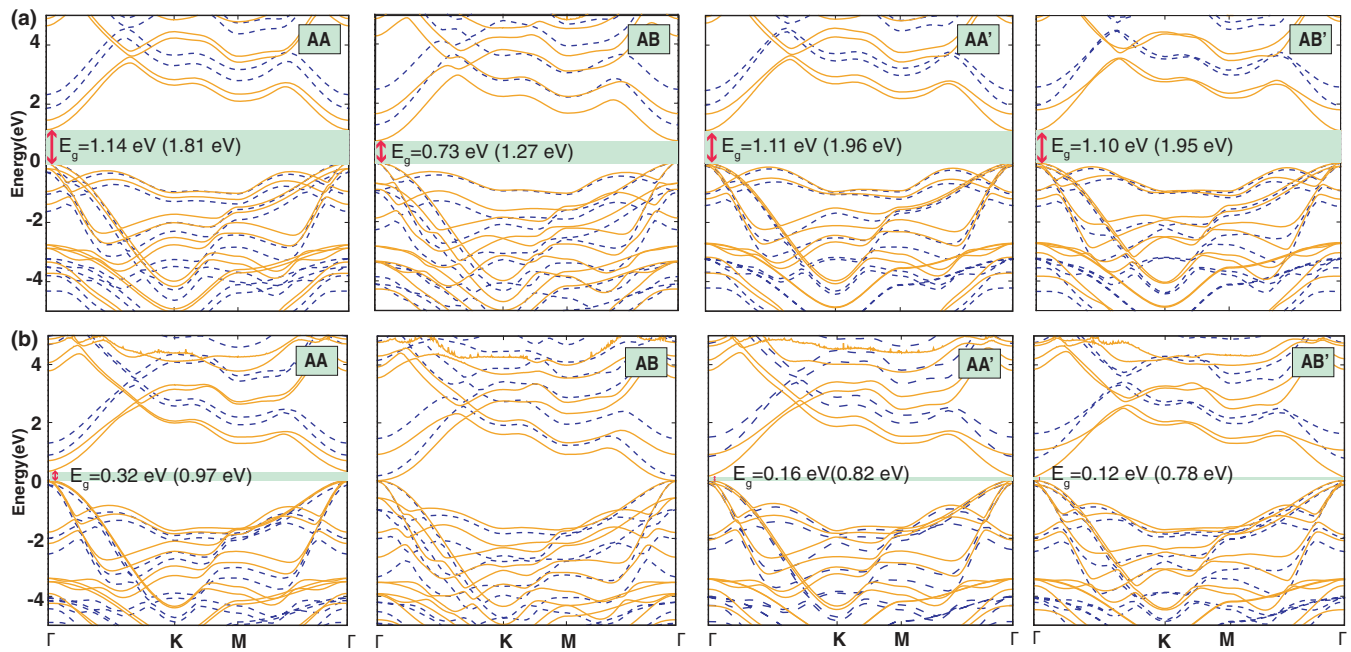 (a)
AA
AB
AA'
AB'
4
2
0
-2
-4
Energy(eV)
Eg=1.14 eV (1.81 eV)
Eg=0.73 eV (1.27 eV)
Eg=1.11 eV (1.96 eV)
Eg=1.10 eV (1.95 eV)
(b)
AA
AB
AA'
AB'
4
2
0
-2
-4
Energy(eV)
Eg=0.32 eV (0.97 eV)
Eg=0.16 eV(0.82 eV)
Eg=0.12 eV (0.78 eV)
Γ K M Γ
Γ K M Γ
Γ K M Γ
Γ K M Γ